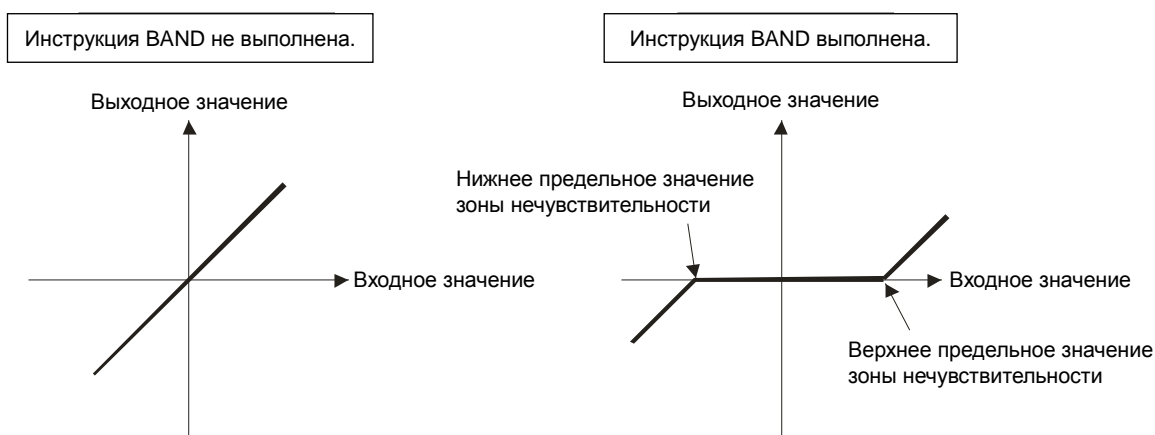 Инструкция BAND не выполнена.
Выходное значение
Входное значение
Инструкция BAND выполнена.
Выходное значение
Нижнее предельное значение
зоны нечувствительности
Входное значение
Верхнее предельное значение
зоны нечувствительности